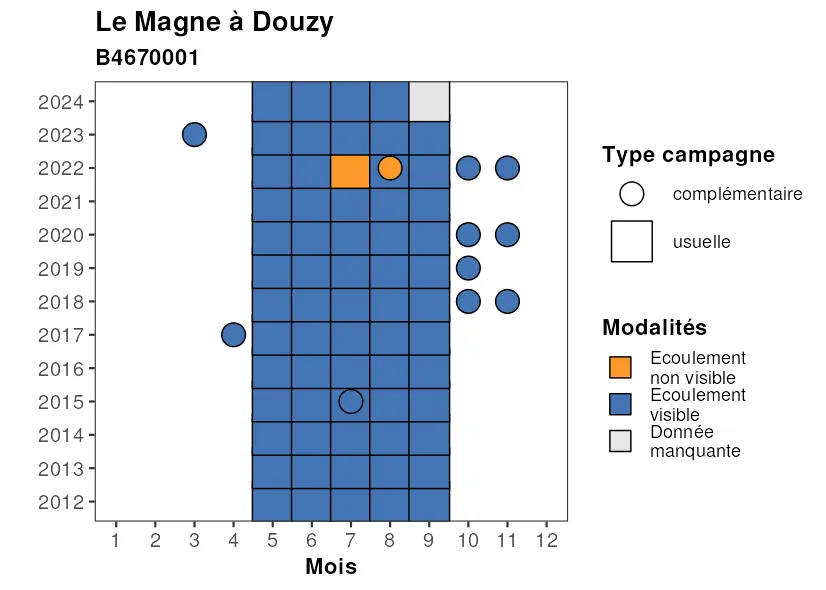 Le Magne à Douzy
B4670001
2024
2023
2022
2021
2020
2019
2018
2017
2016
2015
2014
2013
2012
1 2 3 4 5 6 7 8 9 10 11 12
Mois
Type campagne
complémentaire
usuelle
Modalités
Ecoulement
non visible
Ecoulement
visible
Donnée
manquante